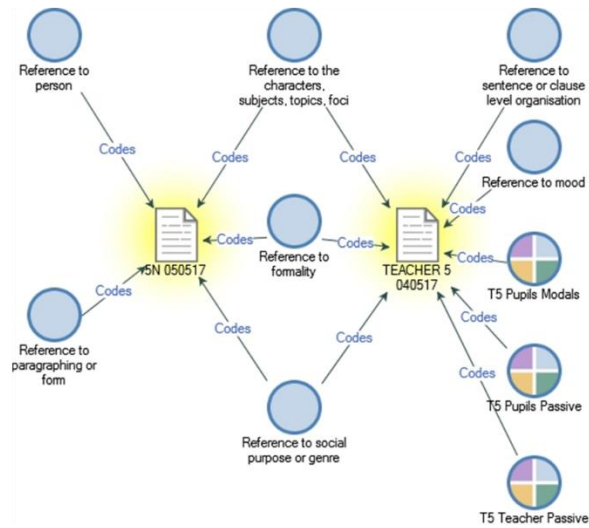 Reference to
person
Reference to the
characters,
subjects, topics, foci
Reference to
sentence or clause
level organisation
Codes
Codes
Codes
Codes
Reference to mood
Codes
Codes
Codes
Reference to
formality
5N 050517
TEACHER 5
040517
Codes
T5 Pupils Modals
Codes
Reference to
paragraphing or
form
Codes
Codes
Codes
Codes
T5 Pupils Passive
Reference to social
purpose or genre
T5 Teacher Passive